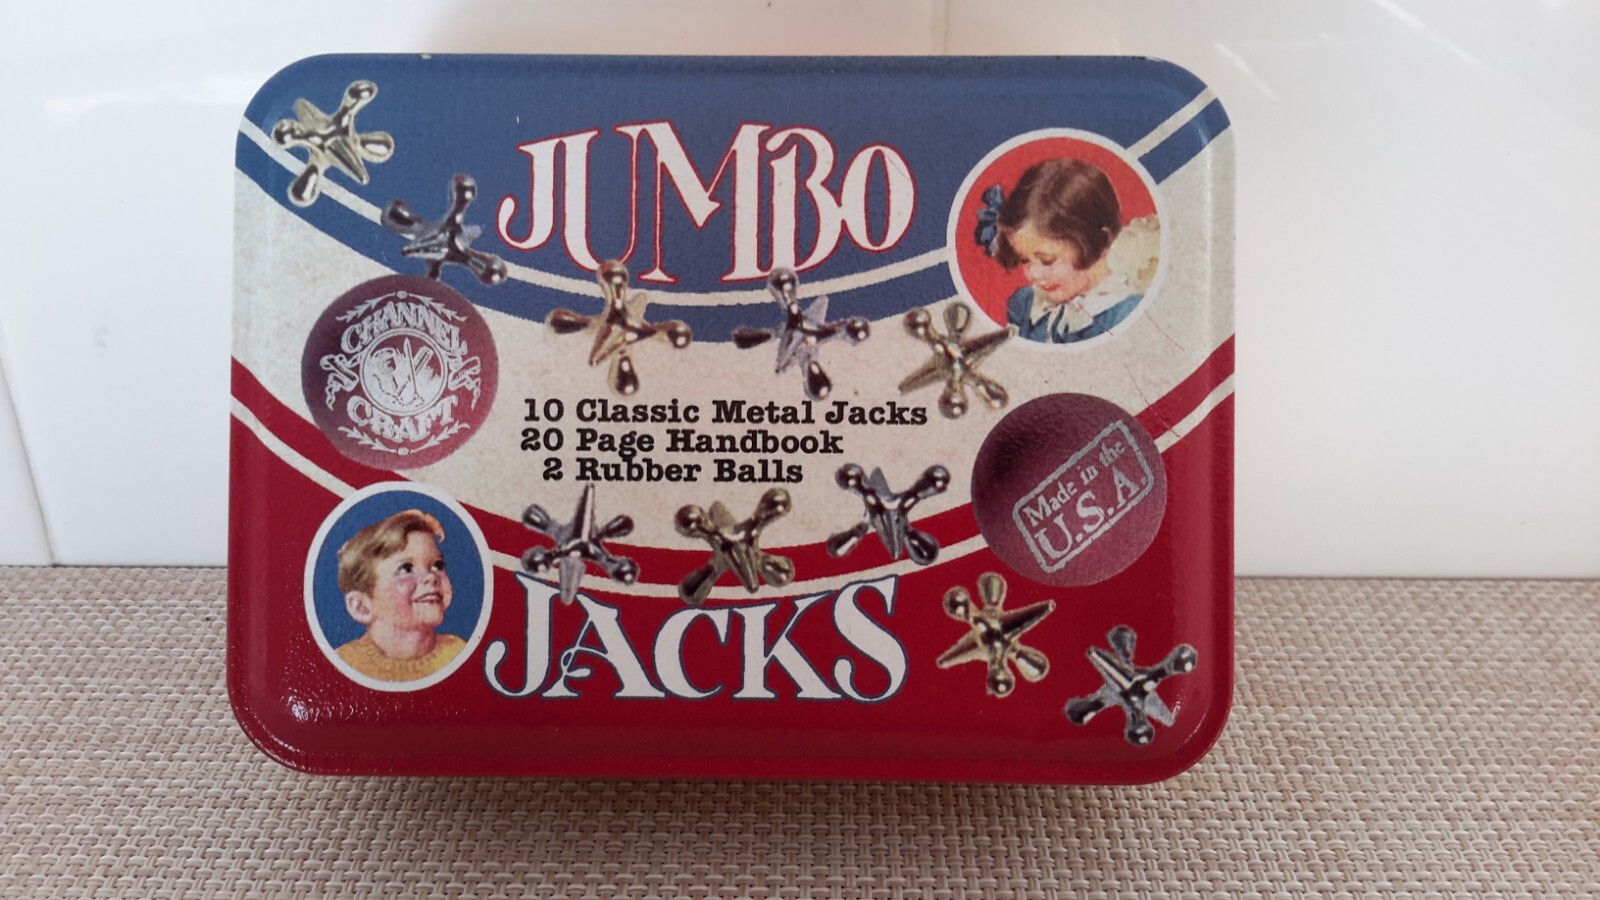 JUMBO
CHANNEL
CRAFT
10 Classic Metal Jacks
20 Page Handbook
2 Rubber Balls
Made in the
U.S.A.
JACKS